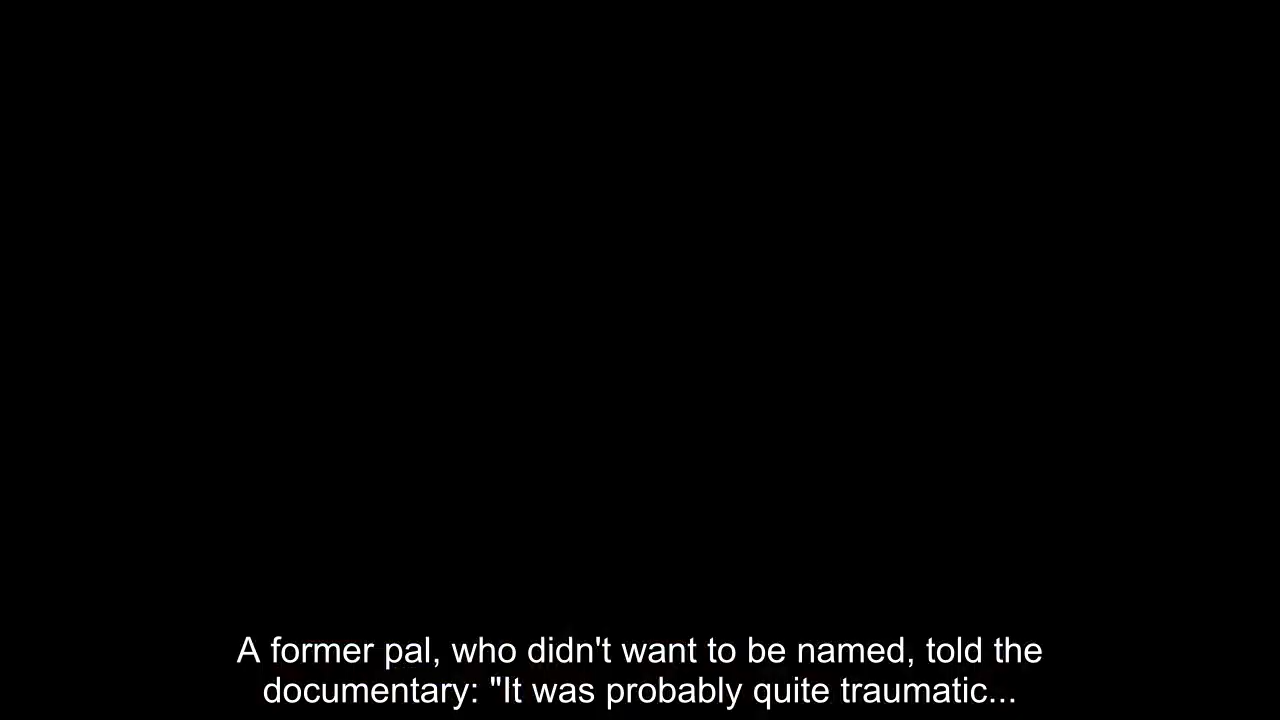 A former pal, who didn't want to be named, told the
documentary: "It was probably quite traumatic...